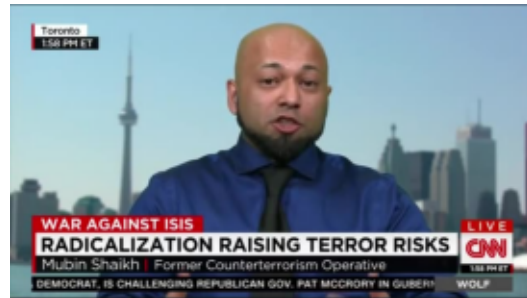 Toronto
1:58 PM ET
WAR AGAINST ISIS
LIVE
RADICALIZATION RAISING TERROR RISKS
CNN
Mubin Shaikh | Former Counterterrorism Operative
1:58 PM ET
DEMOCRAT, IS CHALLENGING REPUBLICAN GOV. PAT MCCRORY IN GUBER
WOLF